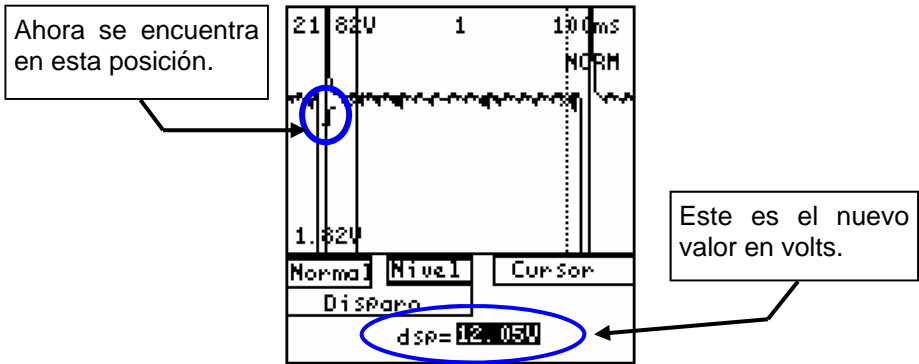 Ahora se encuentra
en esta posición.
21.82V 1 100ms
NORM
1.82V
Normal Nivel Cursor
Disparo
dsp=12.05V
Este es el nuevo
valor en volts.